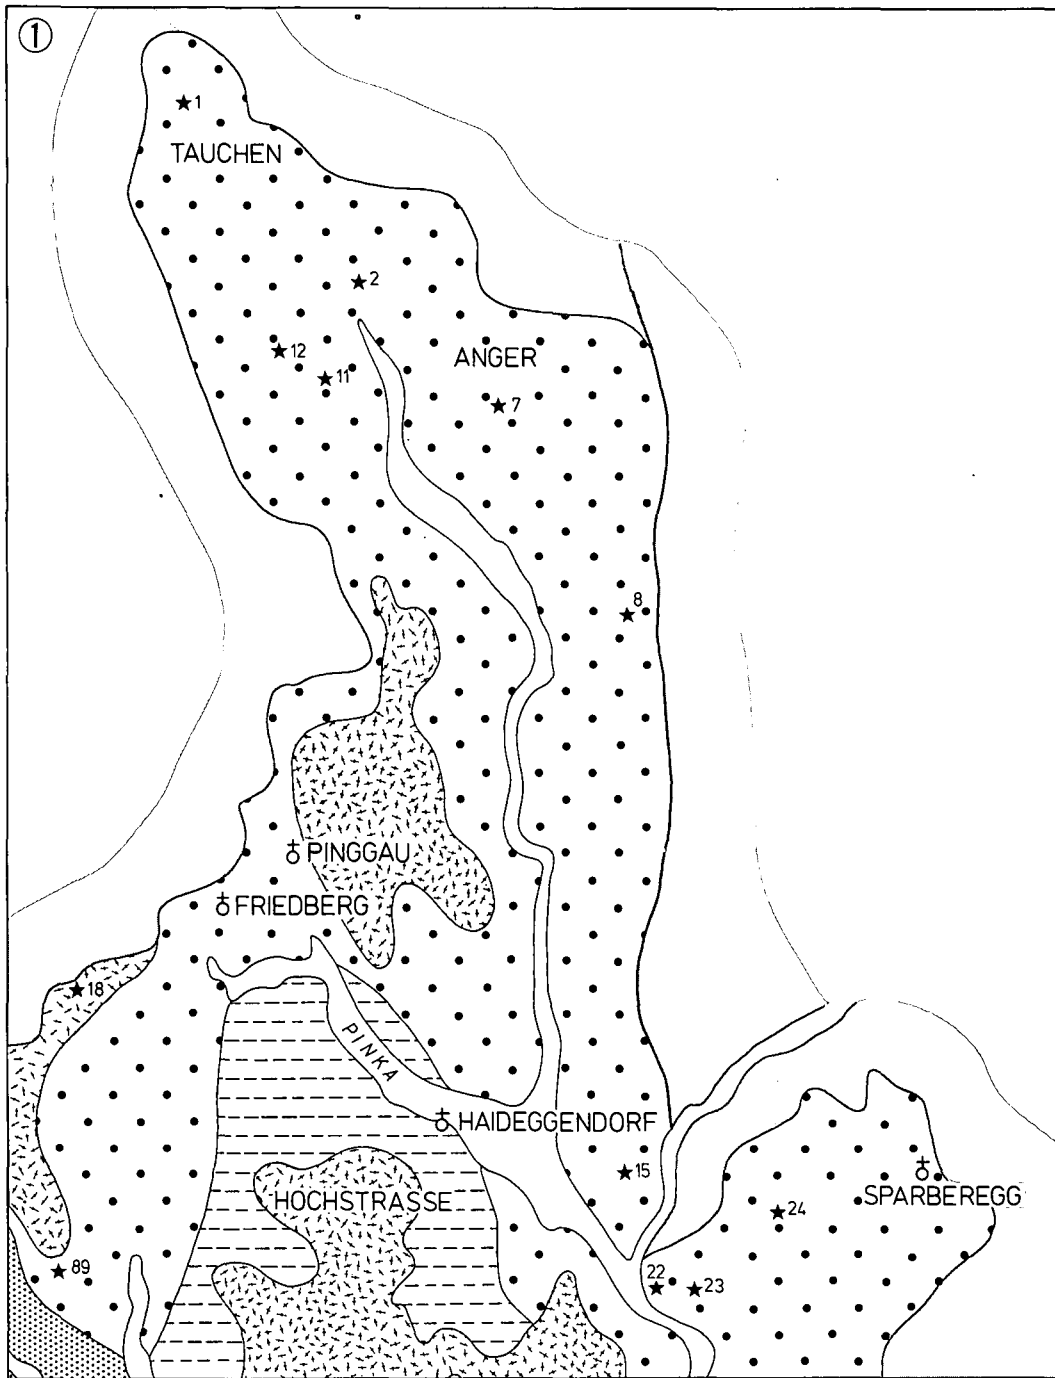 ①
1
TAUCHEN
2
12
11
ANGER
7
8
PINGGAU
FRIEDBERG
18
PINKA
HAIDEGGENDORF
15
SPARBEREGG
HOCHSTRASSE
24
89
22
23